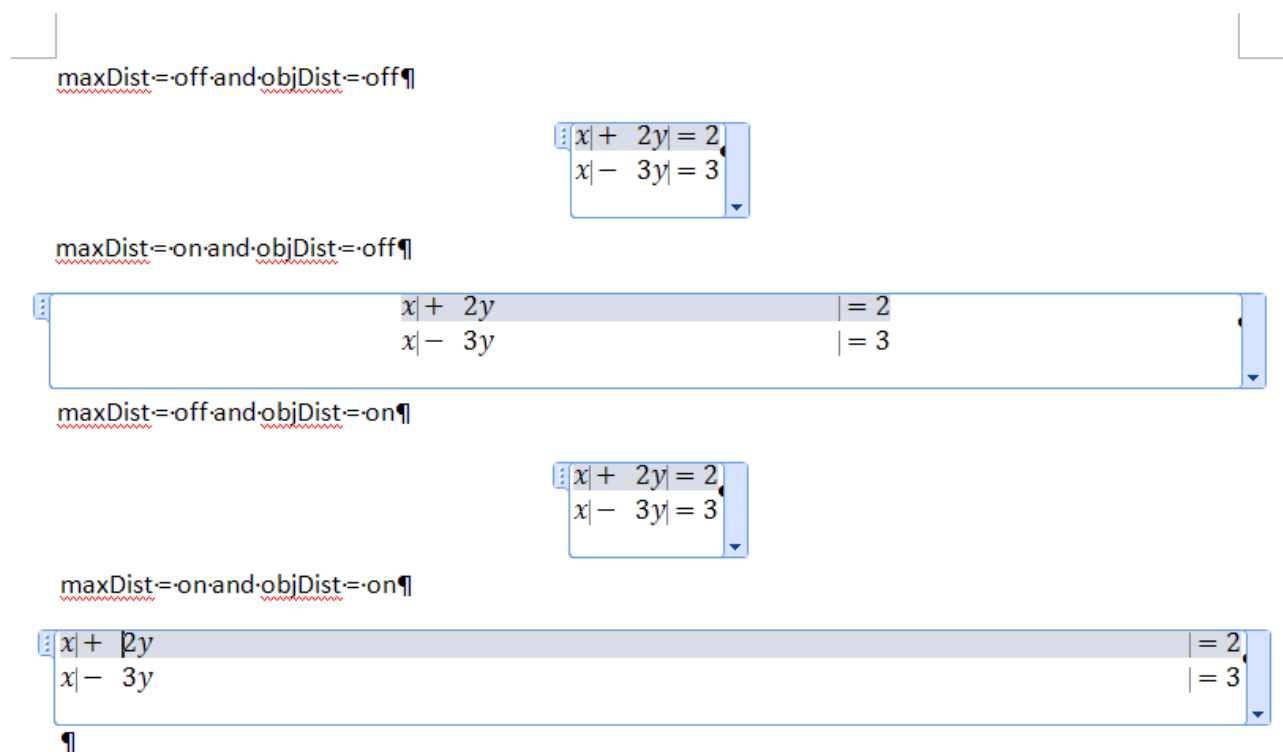 maxDist·=·off·and·objDist·=·off¶
x|+ 2y|= 2
x|− 3y|= 3
maxDist·=·on·and·objDist·=·off¶
x|+ 2y |= 2
x|− 3y |= 3
maxDist·=·off·and·objDist·=·on¶
x|+ 2y|= 2
x|− 3y|= 3
maxDist·=·on·and·objDist·=·on¶
x|+ 2y |= 2
x|− 3y |= 3
¶